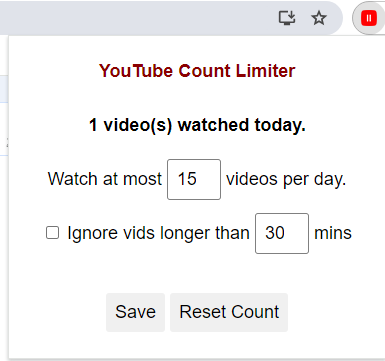 YouTube Count Limiter
1 video(s) watched today.
Watch at most 15 videos per day.
Ignore vids longer than 30 mins
Save Reset Count